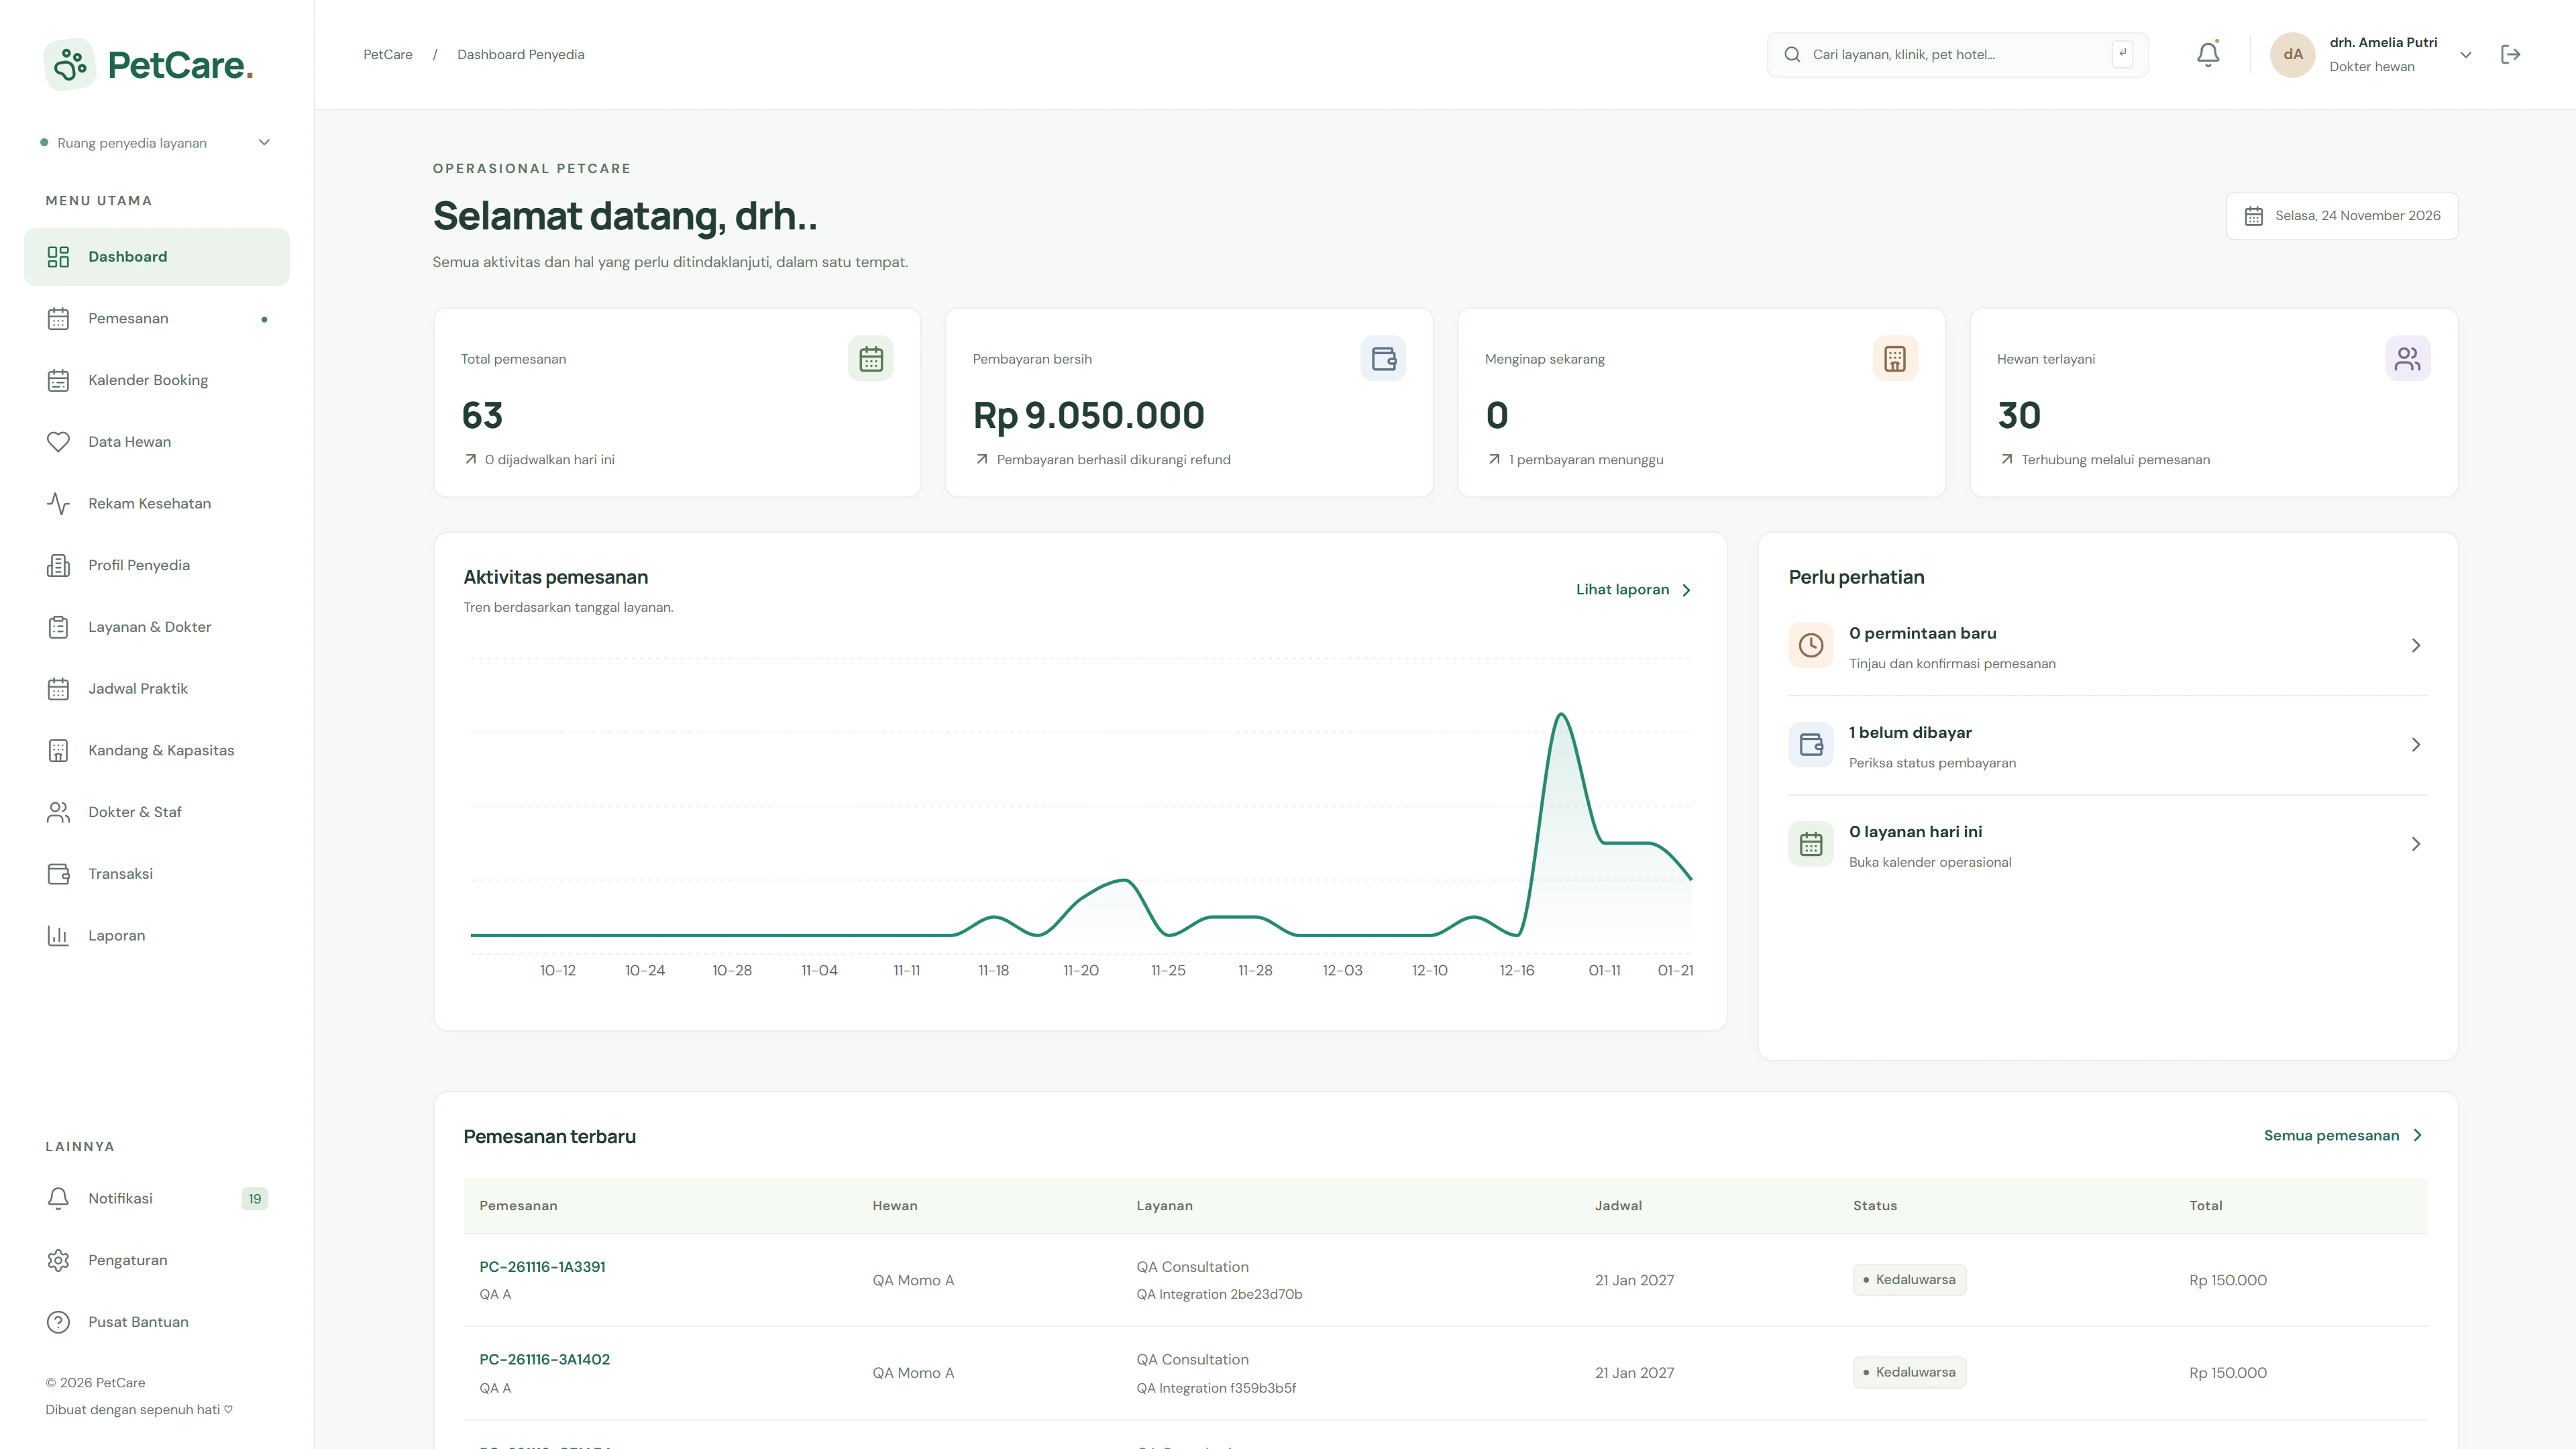 PetCare.
Ruang penyedia layanan
MENU UTAMA
Dashboard
Pemesanan
Kalender Booking
Data Hewan
Rekam Kesehatan
Profil Penyedia
Layanan & Dokter
Jadwal Praktik
Kandang & Kapasitas
Dokter & Staf
Transaksi
Laporan
LAINNYA
Notifikasi 19
Pengaturan
Pusat Bantuan
© 2026 PetCare
Dibuat dengan sepenuh hati ♡
PetCare / Dashboard Penyedia
Cari layanan, klinik, pet hotel...
dA
drh. Amelia Putri
Dokter hewan
OPERASIONAL PETCARE
Selamat datang, drh..
Semua aktivitas dan hal yang perlu ditindaklanjuti, dalam satu tempat.
Selasa, 24 November 2026
Total pemesanan
63
0 dijadwalkan hari ini
Pembayaran bersih
Rp 9.050.000
Pembayaran berhasil dikurangi refund
Menginap sekarang
0
1 pembayaran menunggu
Hewan terlayani
30
Terhubung melalui pemesanan
Aktivitas pemesanan
Tren berdasarkan tanggal layanan.
Lihat laporan
10-12 10-24 10-28 11-04 11-11 11-18 11-20 11-25 11-28 12-03 12-10 12-16 01-11 01-21
Perlu perhatian
0 permintaan baru
Tinjau dan konfirmasi pemesanan
1 belum dibayar
Periksa status pembayaran
0 layanan hari ini
Buka kalender operasional
Pemesanan terbaru
Semua pemesanan
Pemesanan Hewan Layanan Jadwal Status Total
PC-261116-1A3391
QA A
QA Momo A
QA Consultation
QA Integration 2be23d70b
21 Jan 2027
Kedaluwarsa
Rp 150.000
PC-261116-3A1402
QA A
QA Momo A
QA Consultation
QA Integration f359b3b5f
21 Jan 2027
Kedaluwarsa
Rp 150.000